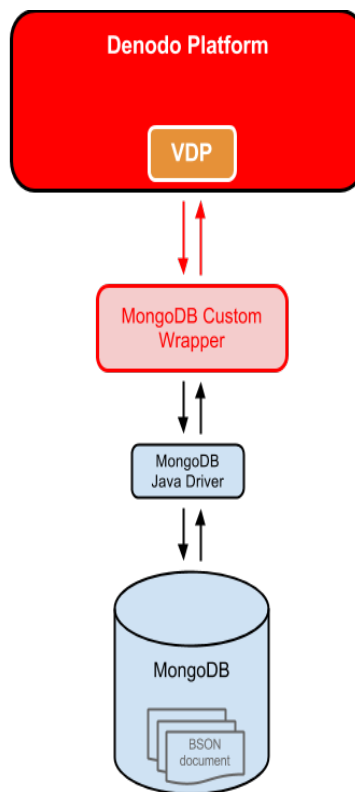 Denodo Platform
VDP
MongoDB Custom
Wrapper
MongoDB
Java Driver
MongoDB
BSON
document